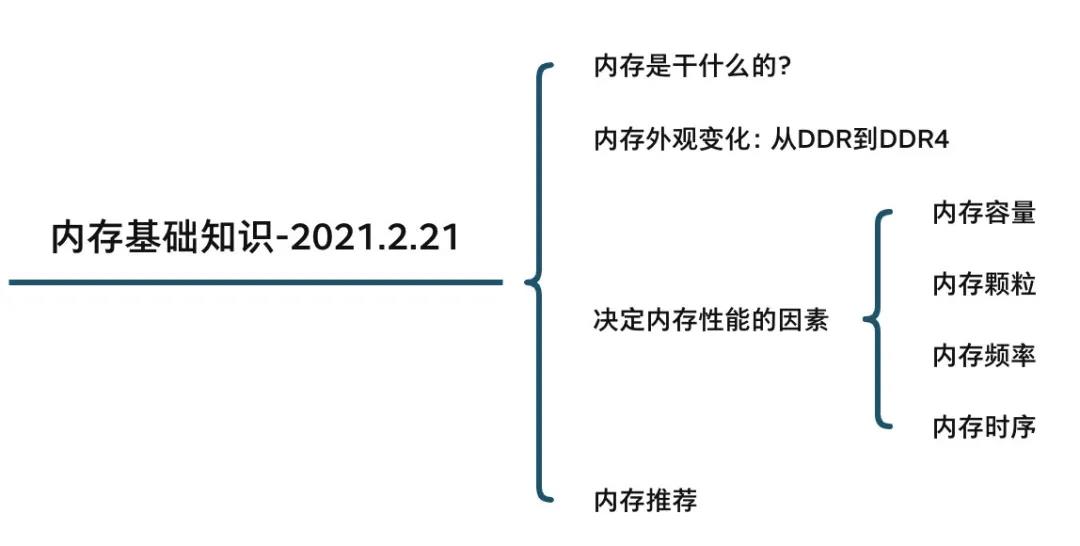 内存基础知识-2021.2.21
内存是干什么的?
内存外观变化：从DDR到DDR4
决定内存性能的因素
内存容量
内存颗粒
内存频率
内存时序
内存推荐